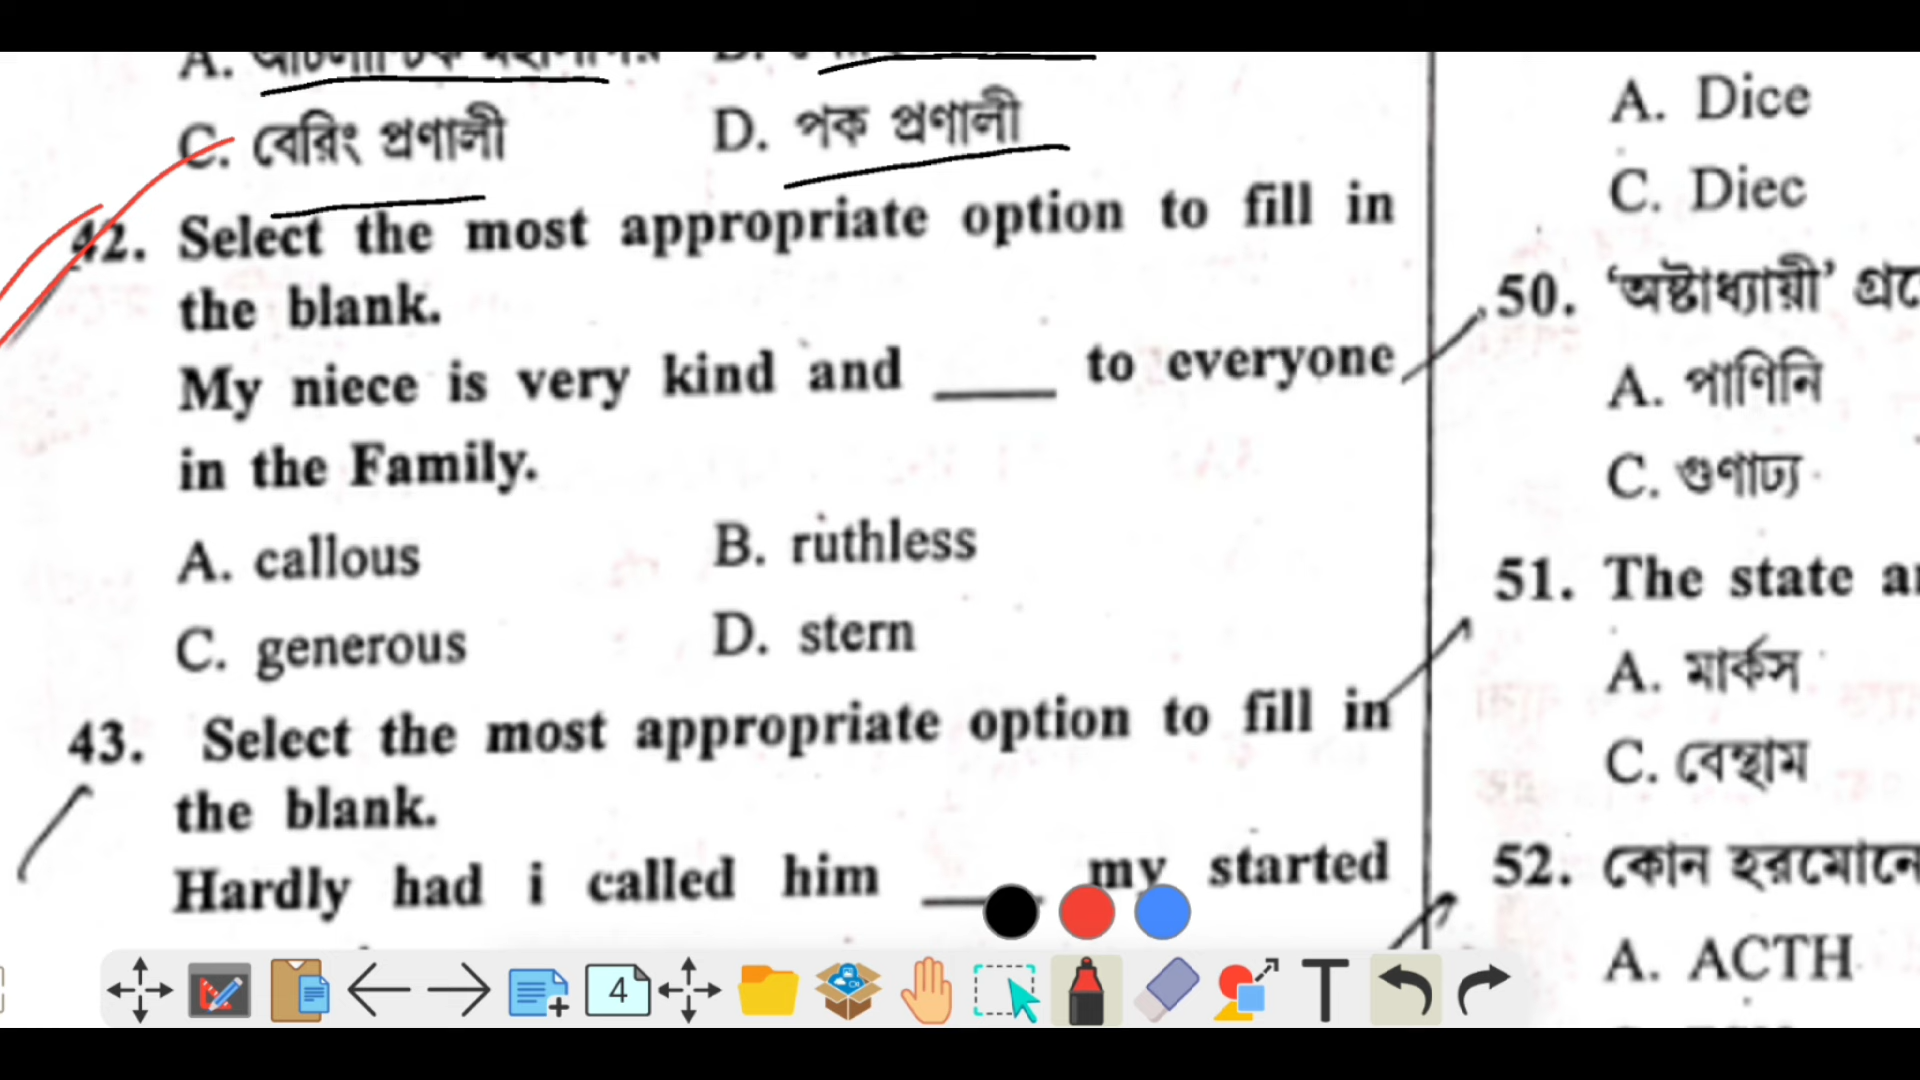 C. বেরিং প্রণালী D. পক প্রণালী
42. Select the most appropriate option to fill in
the blank.
My niece is very kind and ____ to everyone
in the Family.
A. callous B. ruthless
C. generous D. stern
43. Select the most appropriate option to fill in
the blank.
Hardly had i called him ____ my started
A. Dice
C. Diec
50. ‘অষ্টাধ্যায়ী’
A. পাণিনি
C. গুণাঢ্য
51. The state
A. মার্কস
C. বেন্থাম
52. কোন
A. ACTH
4
T